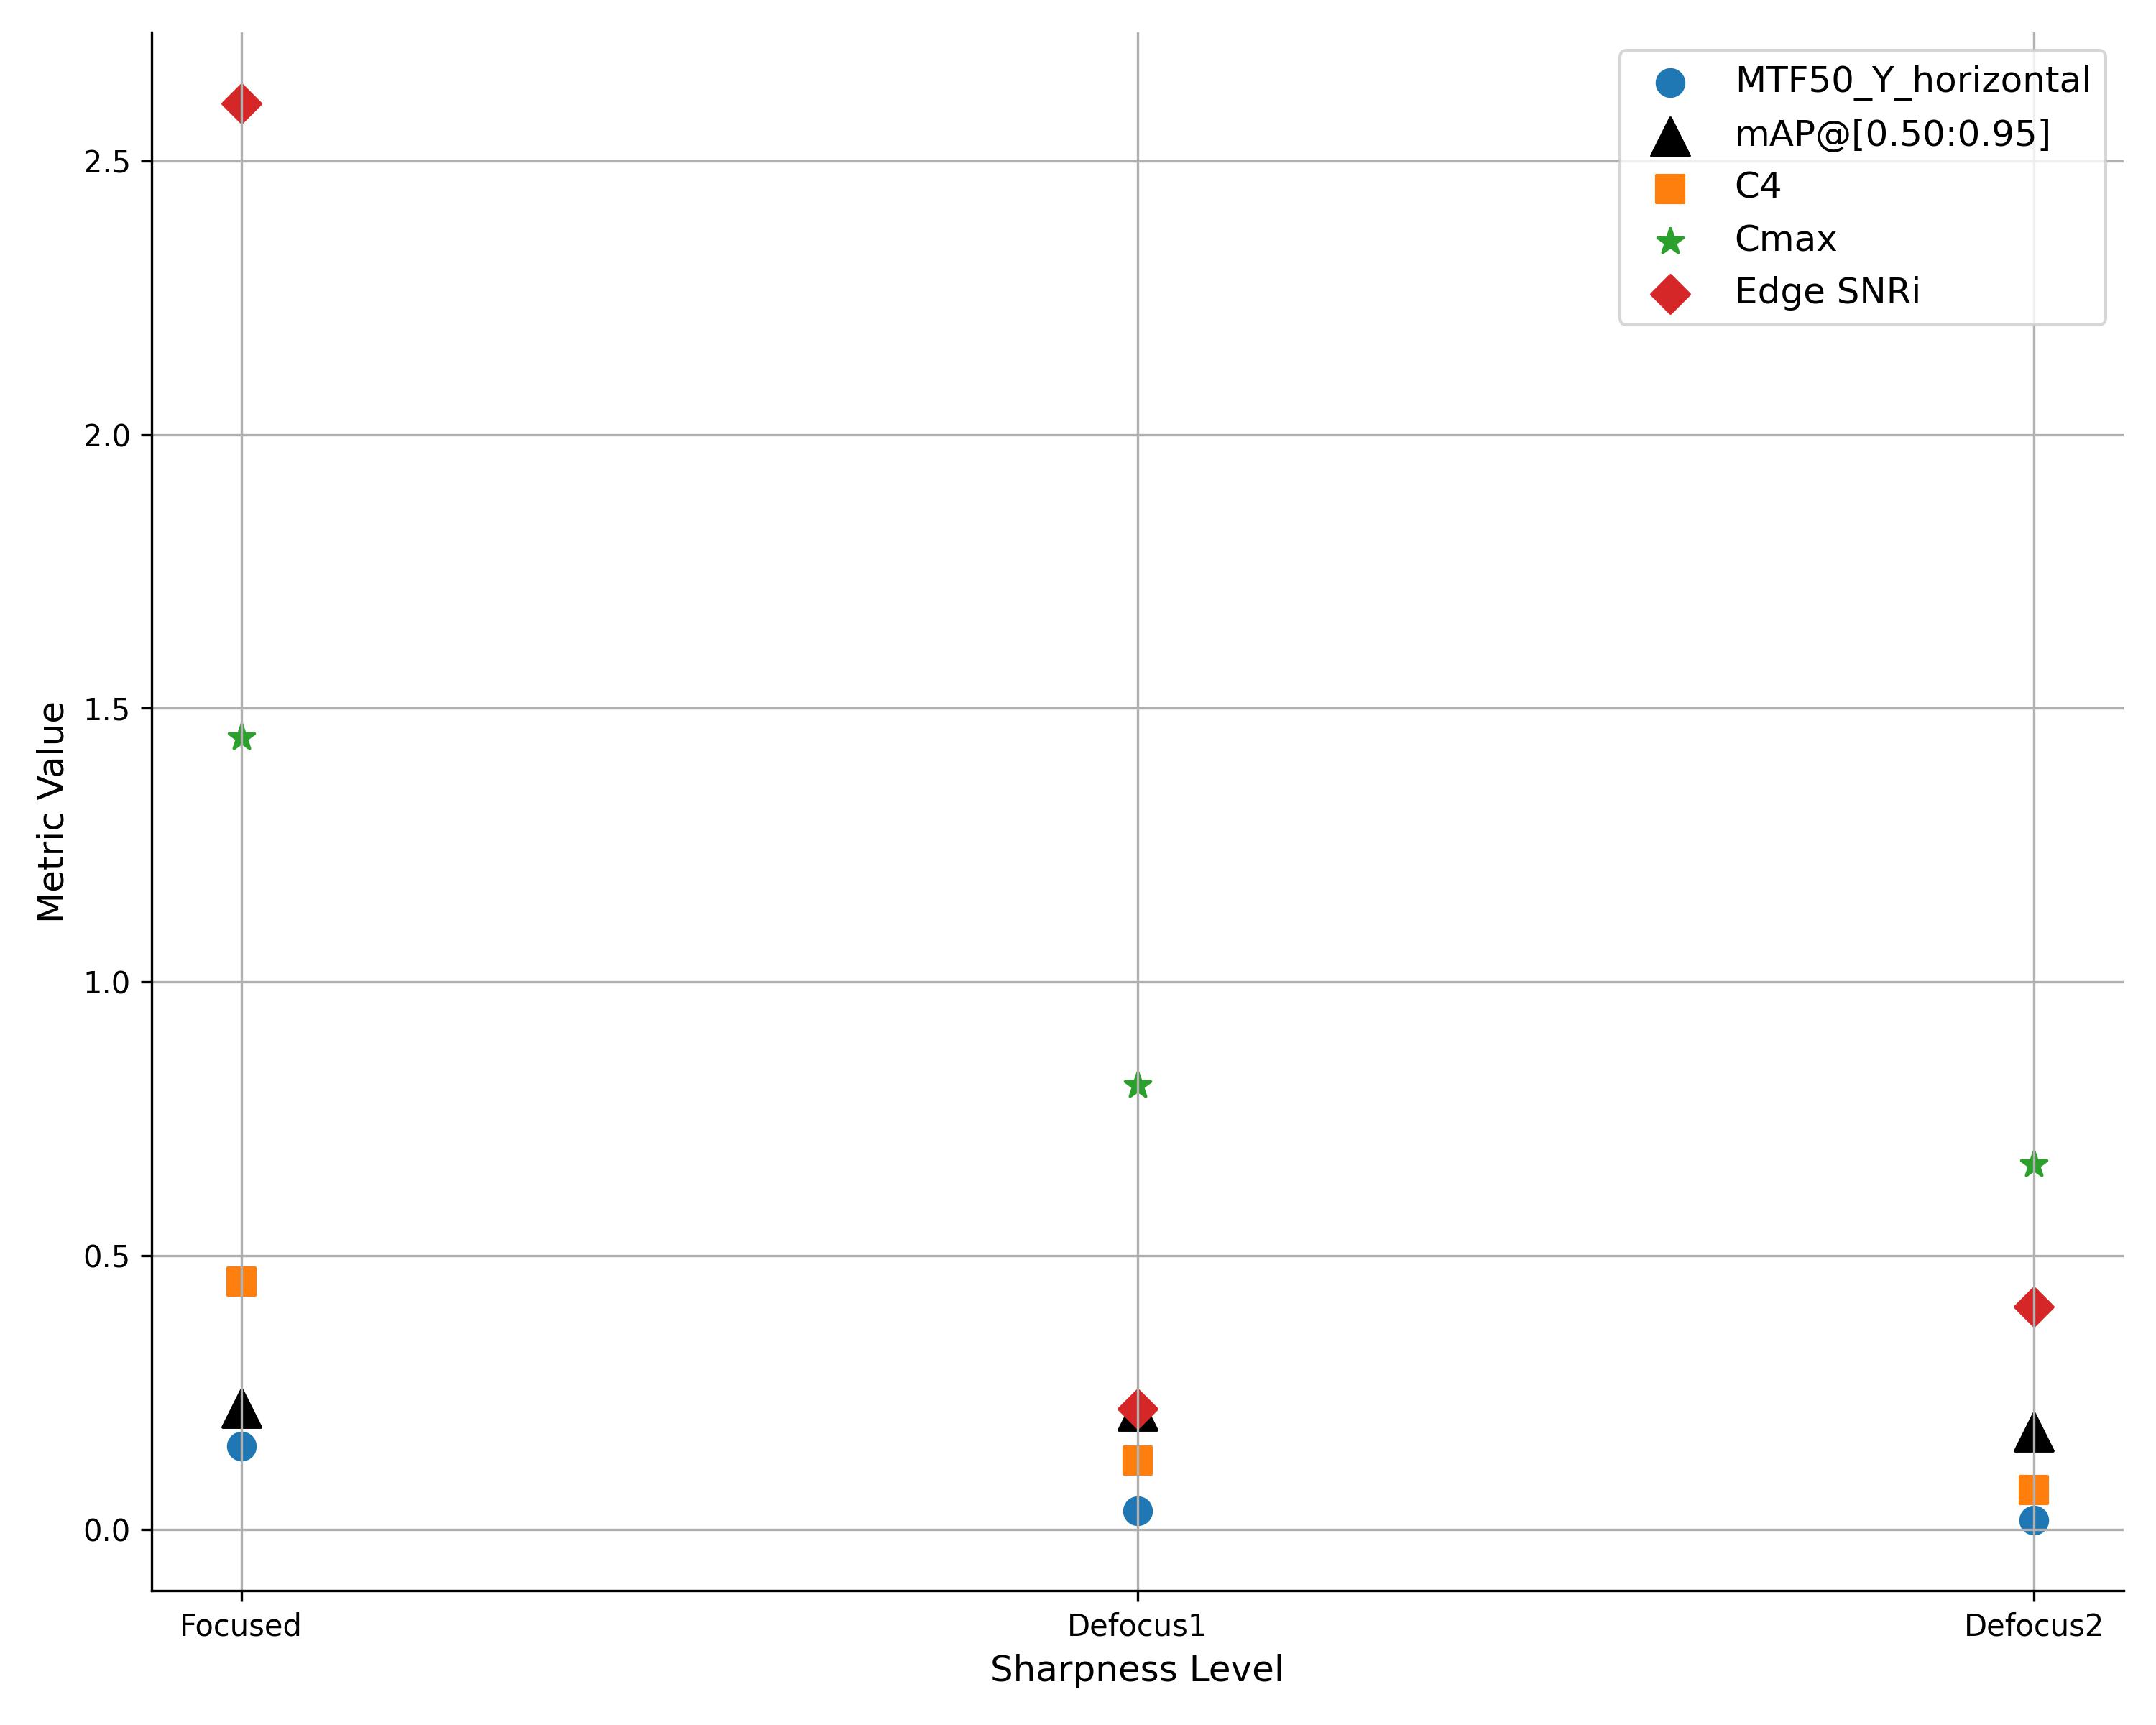 MTF50_Y_horizontal
mAP@[0.50:0.95]
C4
Cmax
Edge SNRi
Metric Value
2.5
2.0
1.5
1.0
0.5
0.0
Focused
Defocus1
Defocus2
Sharpness Level